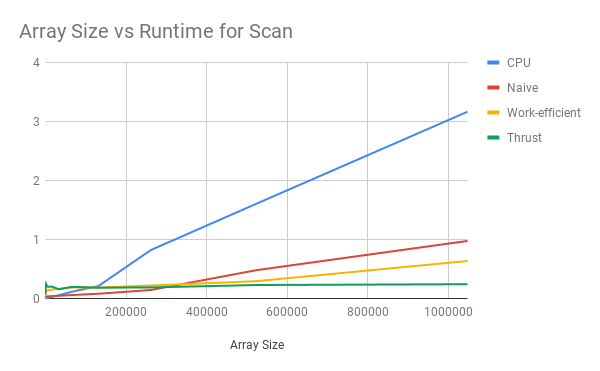 Array Size vs Runtime for Scan
4
3
2
1
0
200000 400000 600000 800000 1000000
Array Size
CPU
Naive
Work-efficient
Thrust